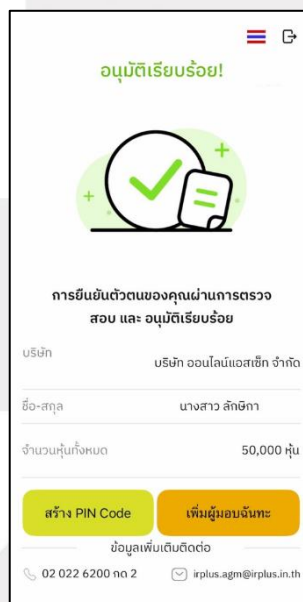 อนุมัติเรียบร้อย!
การยืนยันตัวตนของคุณผ่านการตรวจ
สอบ และ อนุมัติเรียบร้อย
บริษัท
บริษัท ออนไลน์แอสเซ็ท จำกัด
ชื่อ-สกุล นางสาว ลักษิกา
จำนวนหุ้นทั้งหมด 50,000 หุ้น
สร้าง PIN Code เพิ่มผู้มอบฉันทะ
ข้อมูลเพิ่มเติมติดต่อ
02 022 6200 กด 2 irplus.agm@irplus.in.th